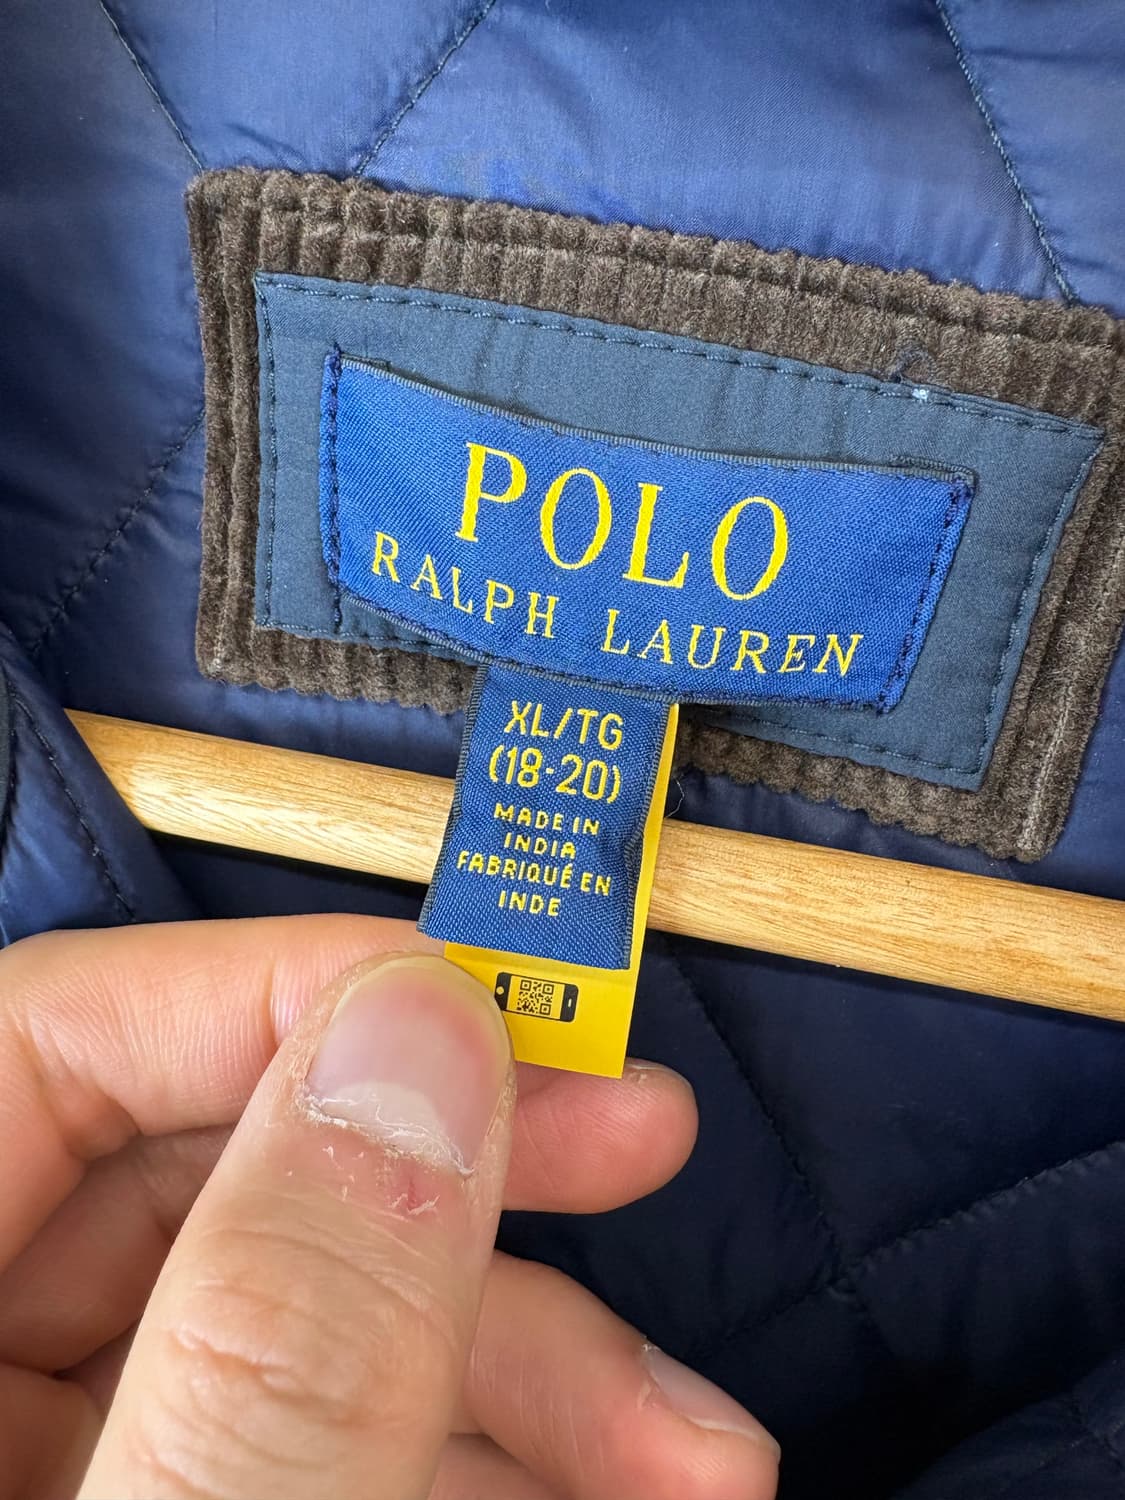 POLO
RALPH LAUREN
XL/TG
(18-20)
MADE IN
INDIA
FABRIQUÉ EN
INDE